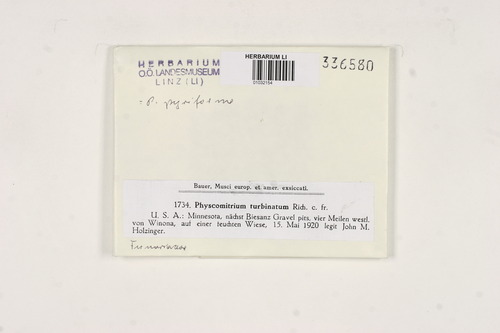 HERBARIUM
O.Ö. LANDESMUSEUM
LINZ (LI)
HERBARIUM LI
01032154
336580
= P. pyriforme
Bauer, Musci europ. et. amer. exsiccati.
1734. Physcomitrium turbinatum Rich. c. fr.
U. S. A.: Minnesota, nächst Biesanz Gravel pits, vier Meilen westl.
von Winona, auf einer feuchten Wiese, 15. Mai 1920 legit John M.
Holzinger.
Funariaceae